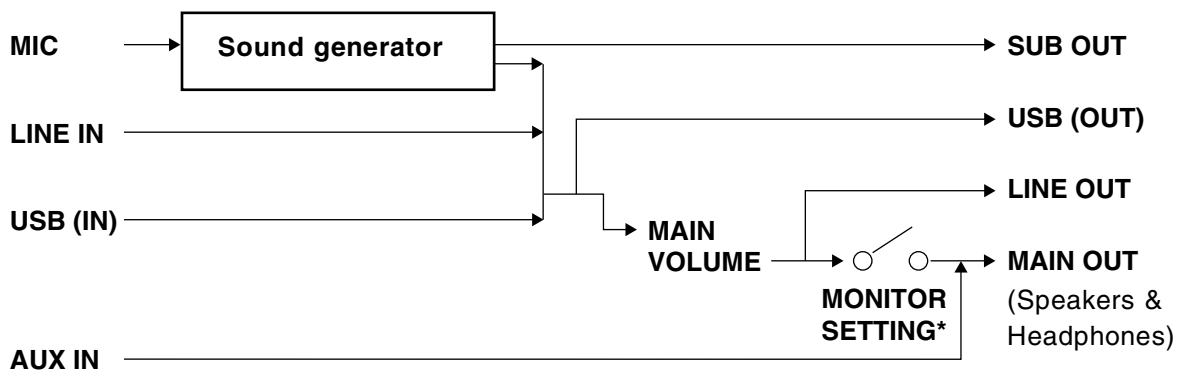 MIC
Sound generator
SUB OUT
USB (OUT)
LINE IN
LINE OUT
USB (IN)
MAIN
VOLUME
MAIN OUT
(Speakers &
Headphones)
MONITOR
SETTING*
AUX IN